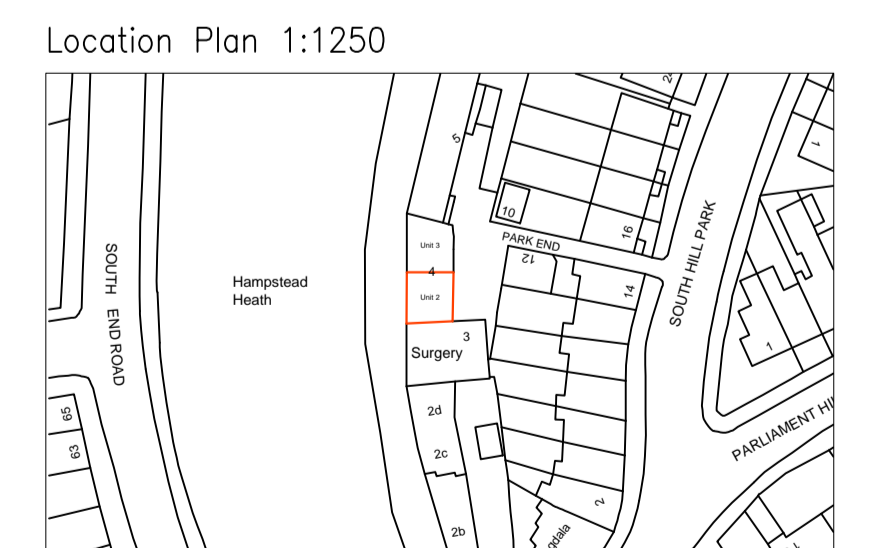 Location Plan 1:1250
5
10
16
PARK END
12
14
SOUTH HILL PARK
1
1
PARLIAMENT
Unit 3
4
Unit 2
3
Surgery
2d
2c
2b
2
Hampstead
Heath
SOUTH END ROAD
65
63